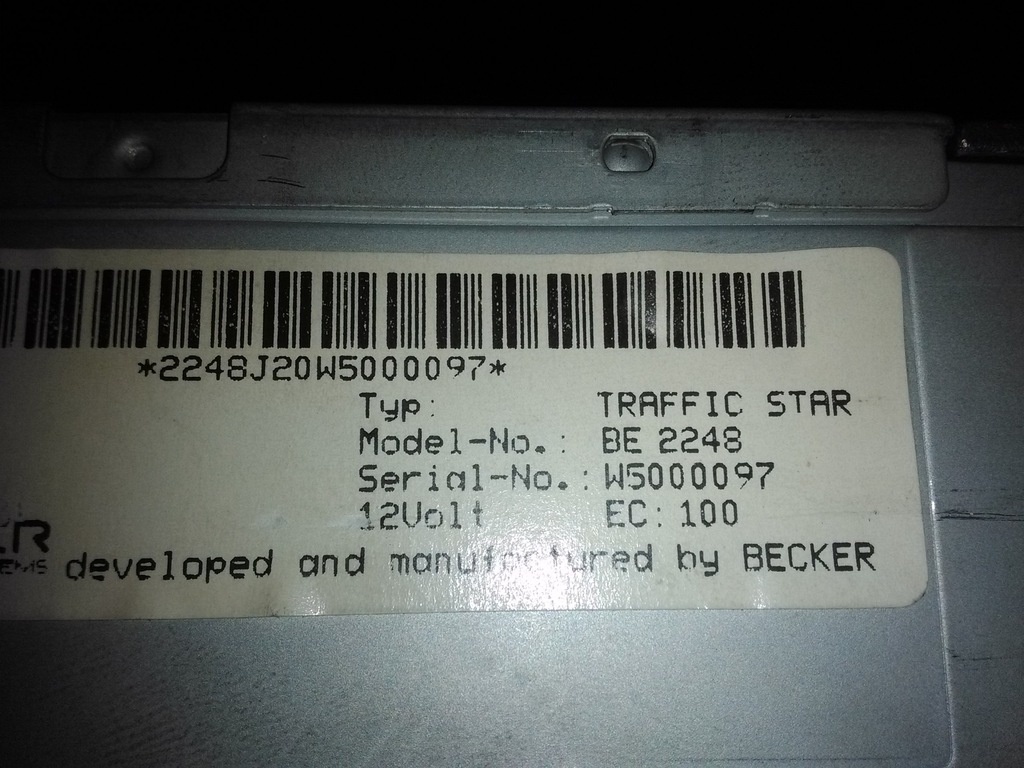 *2248J20W5000097*
Typ: TRAFFIC STAR
Model-No.: BE 2248
Serial-No.: W5000097
12Volt EC: 100
developed and manufactured by BECKER